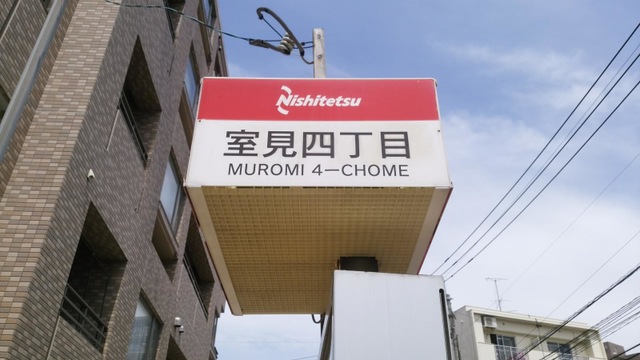 Nishitetsu
室見四丁目
MUROMI 4-CHOME